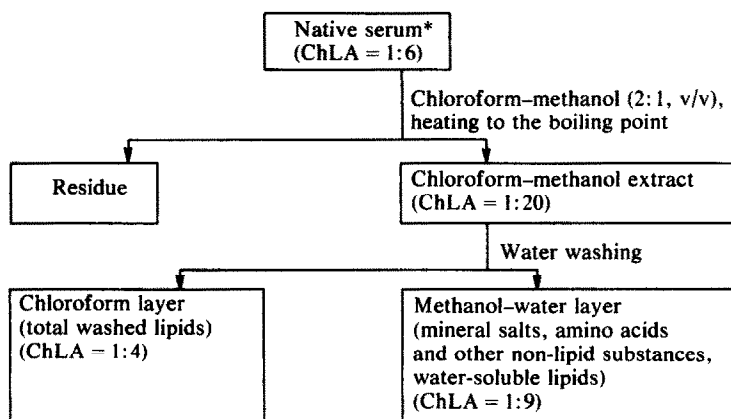 Native serum*
(ChLA = 1:6)
Chloroform–methanol (2:1, v/v),
heating to the boiling point
Residue
Chloroform–methanol extract
(ChLA = 1:20)
Water washing
Chloroform layer
(total washed lipids)
(ChLA = 1:4)
Methanol–water layer
(mineral salts, amino acids
and other non-lipid substances,
water-soluble lipids)
(ChLA = 1:9)